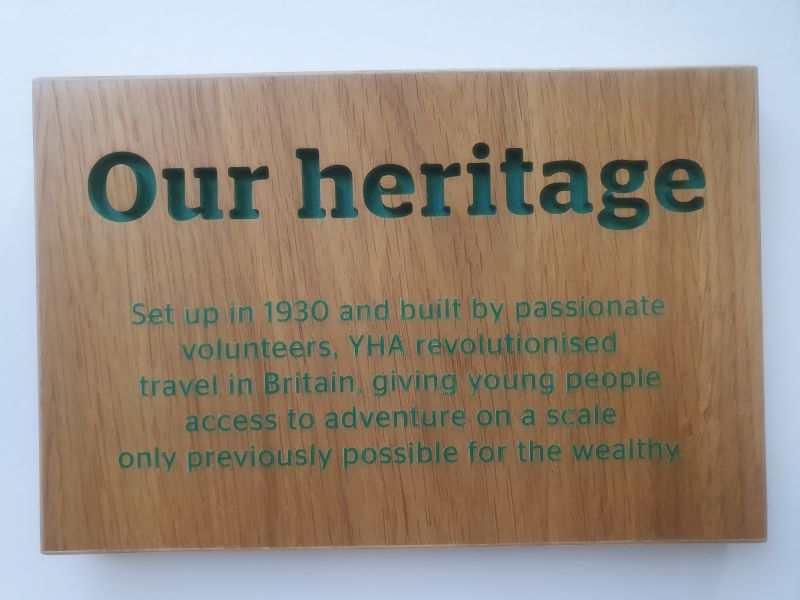 Our heritage
Set up in 1930 and built by passionate
volunteers, YHA revolutionised
travel in Britain, giving young people
access to adventure on a scale
only previously possible for the wealthy.